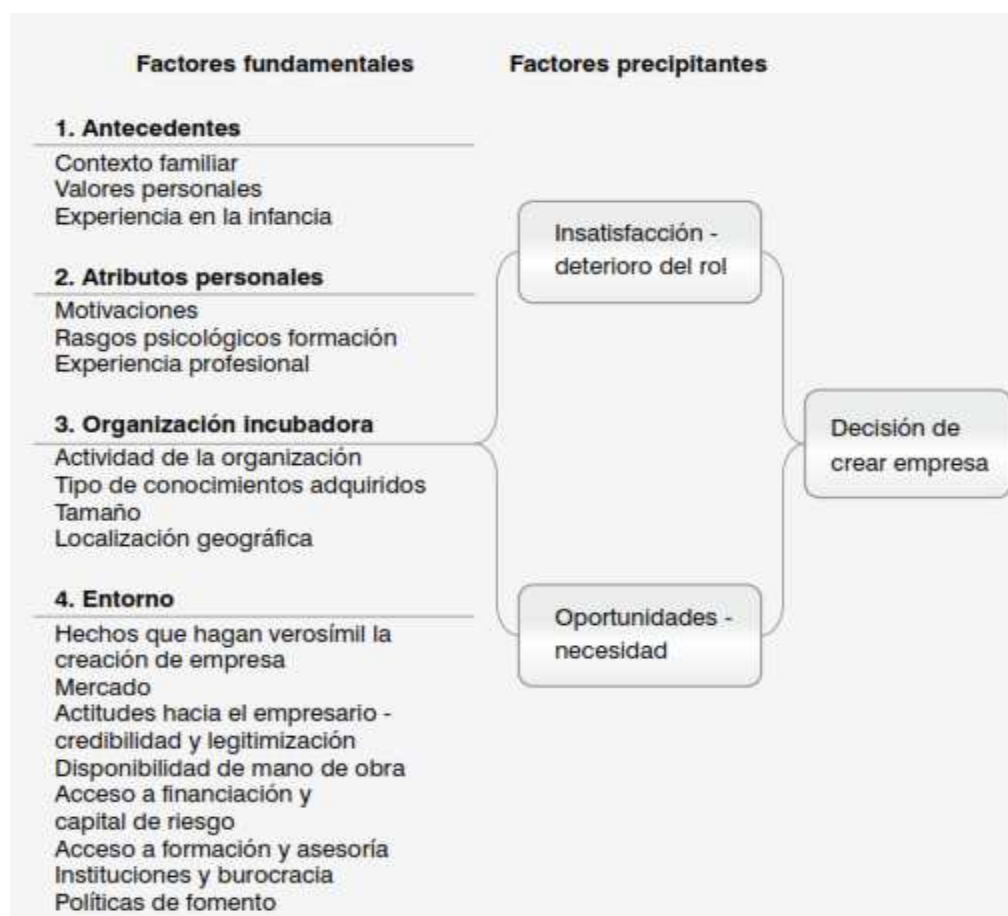 Factores fundamentales
Factores precipitantes
1. Antecedentes
Contexto familiar
Valores personales
Experiencia en la infancia
2. Atributos personales
Motivaciones
Rasgos psicológicos formación
Experiencia profesional
3. Organización incubadora
Actividad de la organización
Tipo de conocimientos adquiridos
Tamaño
Localización geográfica
4. Entorno
Hechos que hagan verosímil la
creación de empresa
Mercado
Actitudes hacia el empresario -
credibilidad y legitimización
Disponibilidad de mano de obra
Acceso a financiación y
capital de riesgo
Acceso a formación y asesoría
Instituciones y burocracia
Políticas de fomento
Insatisfacción -
deterioro del rol
Oportunidades -
necesidad
Decisión de
crear empresa